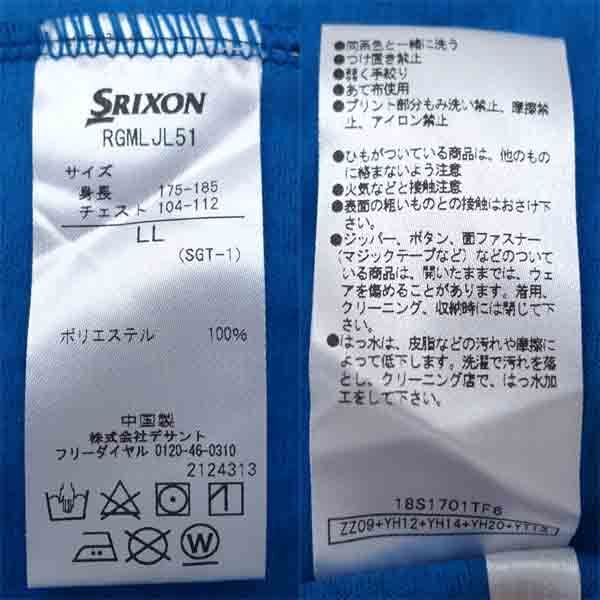 SRIXON
RGMLJL51
サイズ
身長 175-185
チェスト 104-112
LL
(SGT-1)
ポリエステル 100%
中国製
株式会社デサント
フリーダイヤル 0120-46-0310
2124313
W
●同系色と一緒に洗う
●つけ置き禁止
●弱く手絞り
●あて布使用
●プリント部分もみ洗い禁止、摩擦禁
止、アイロン禁止
●ひもがついている商品は、他のもの
に絡まないよう注意
●火気などと接触注意
●表面の粗いものとの接触はおさけ下
さい。
●ジッパー、ボタン、面ファスナー
(マジックテープなど)などのついて
いる商品は、開いたままでは、ウェ
アを傷めることがあります。着用、
クリーニング、収納時には閉じて下
さい。
●はっ水は、皮脂などの汚れや摩擦に
よって低下します。洗濯で汚れを落
とし、クリーニング店で、はっ水加
工をして下さい。
18S1701TF6
ZZ09+YH12+YH14+YH20+